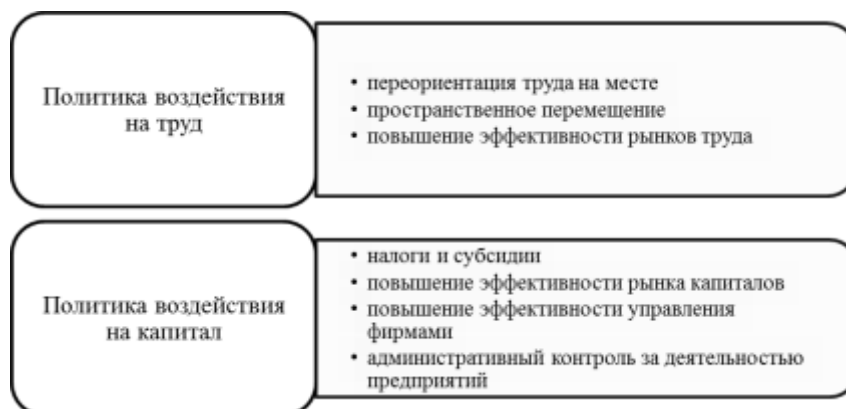 Политика воздействия
на труд
• переориентация труда на месте
• пространственное перемещение
• повышение эффективности рынков труда
Политика воздействия
на капитал
• налоги и субсидии
• повышение эффективности рынка капиталов
• повышение эффективности управления
фирмами
• административный контроль за деятельностью
предприятий